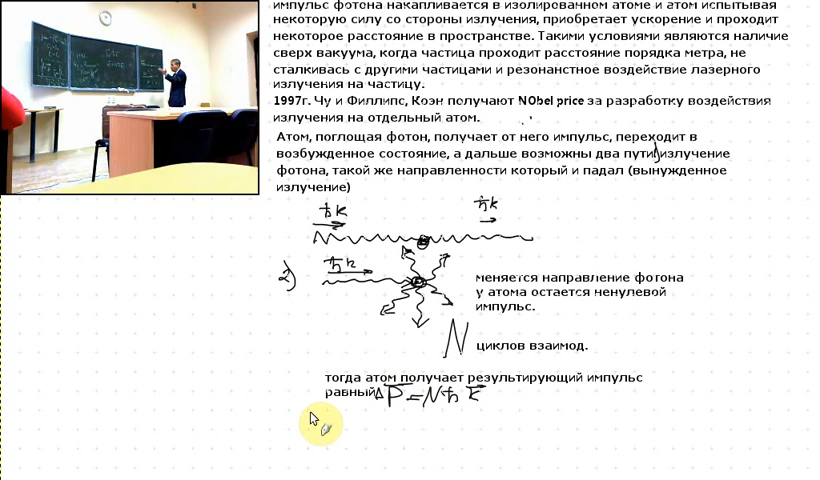 импульс фотона накапливается в изолированном атоме и атом испытывая
некоторую силу со стороны излучения, приобретает ускорение и проходит
некоторое расстояние в пространстве. Такими условиями являются наличие
сверх вакуума, когда частица проходит расстояние порядка метра, не
сталкивась с другими частицами и резонанстное воздействие лазерного
излучения на частицу.
1997г. Чу и Филлипс, Коэн получают NObel price за разработку воздействия
излучения на отдельный атом.
Атом, поглощая фотон, получает от него импульс, переходит в
возбужденное состояние, а дальше возможны два пути) излучение
фотона, такой же направленности который и падал (вынужденное
излучение)
ħk ħk
2) ħk
меняется направление фотона
у атома остается ненулевой
импульс.
N циклов взаимод.
тогда атом получает результирующий импульс
равный ΔP = Nħk